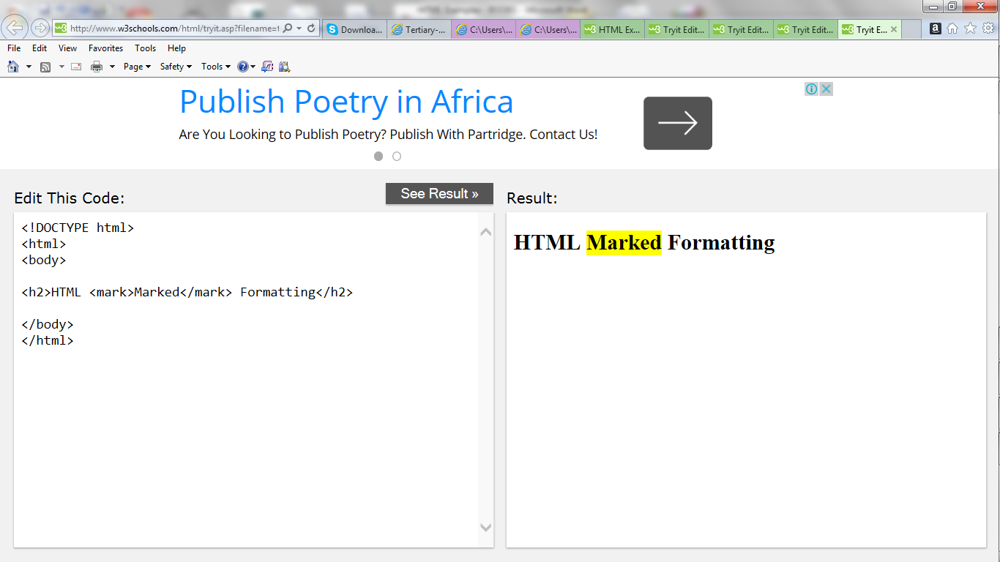 http://www.w3schools.com/html/tryit.asp?filename=t
Downloa...
Tertiary-...
C:\Users\...
C:\Users\...
HTML Ex...
Tryit Edit...
Tryit Edit...
Tryit Edit...
Tryit E...
File Edit View Favorites Tools Help
Page Safety Tools
Publish Poetry in Africa
Are You Looking to Publish Poetry? Publish With Partridge. Contact Us!
Edit This Code:
See Result »
Result:
<!DOCTYPE html>
<html>
<body>
<h2>HTML <mark>Marked</mark> Formatting</h2>
</body>
</html>
HTML Marked Formatting